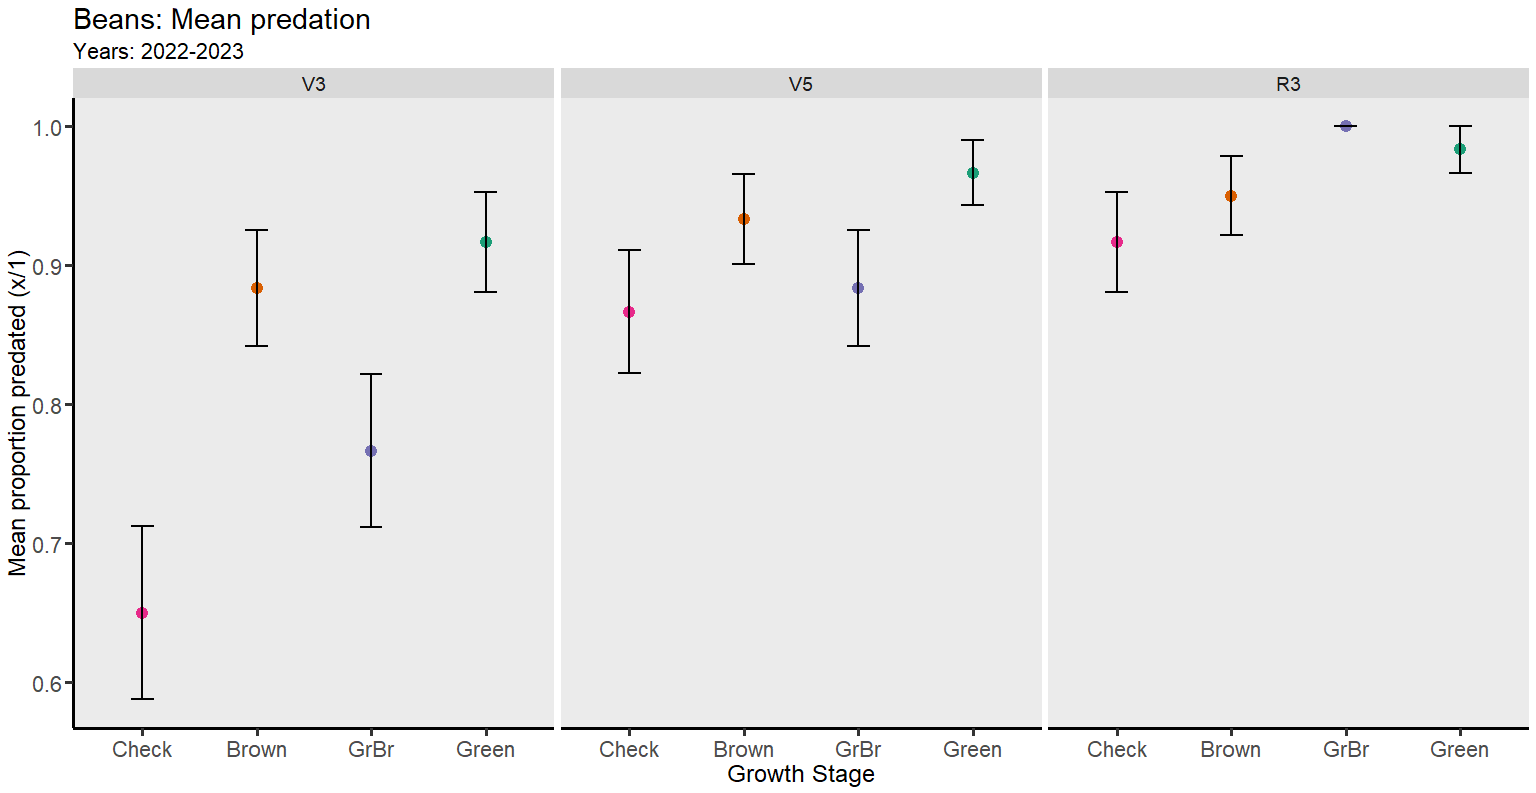 Beans: Mean predation
Years: 2022-2023
V3 V5 R3
Mean proportion predated (x/1)
1.0
0.9
0.8
0.7
0.6
Check Brown GrBr Green Check Brown GrBr Green Check Brown GrBr Green
Growth Stage